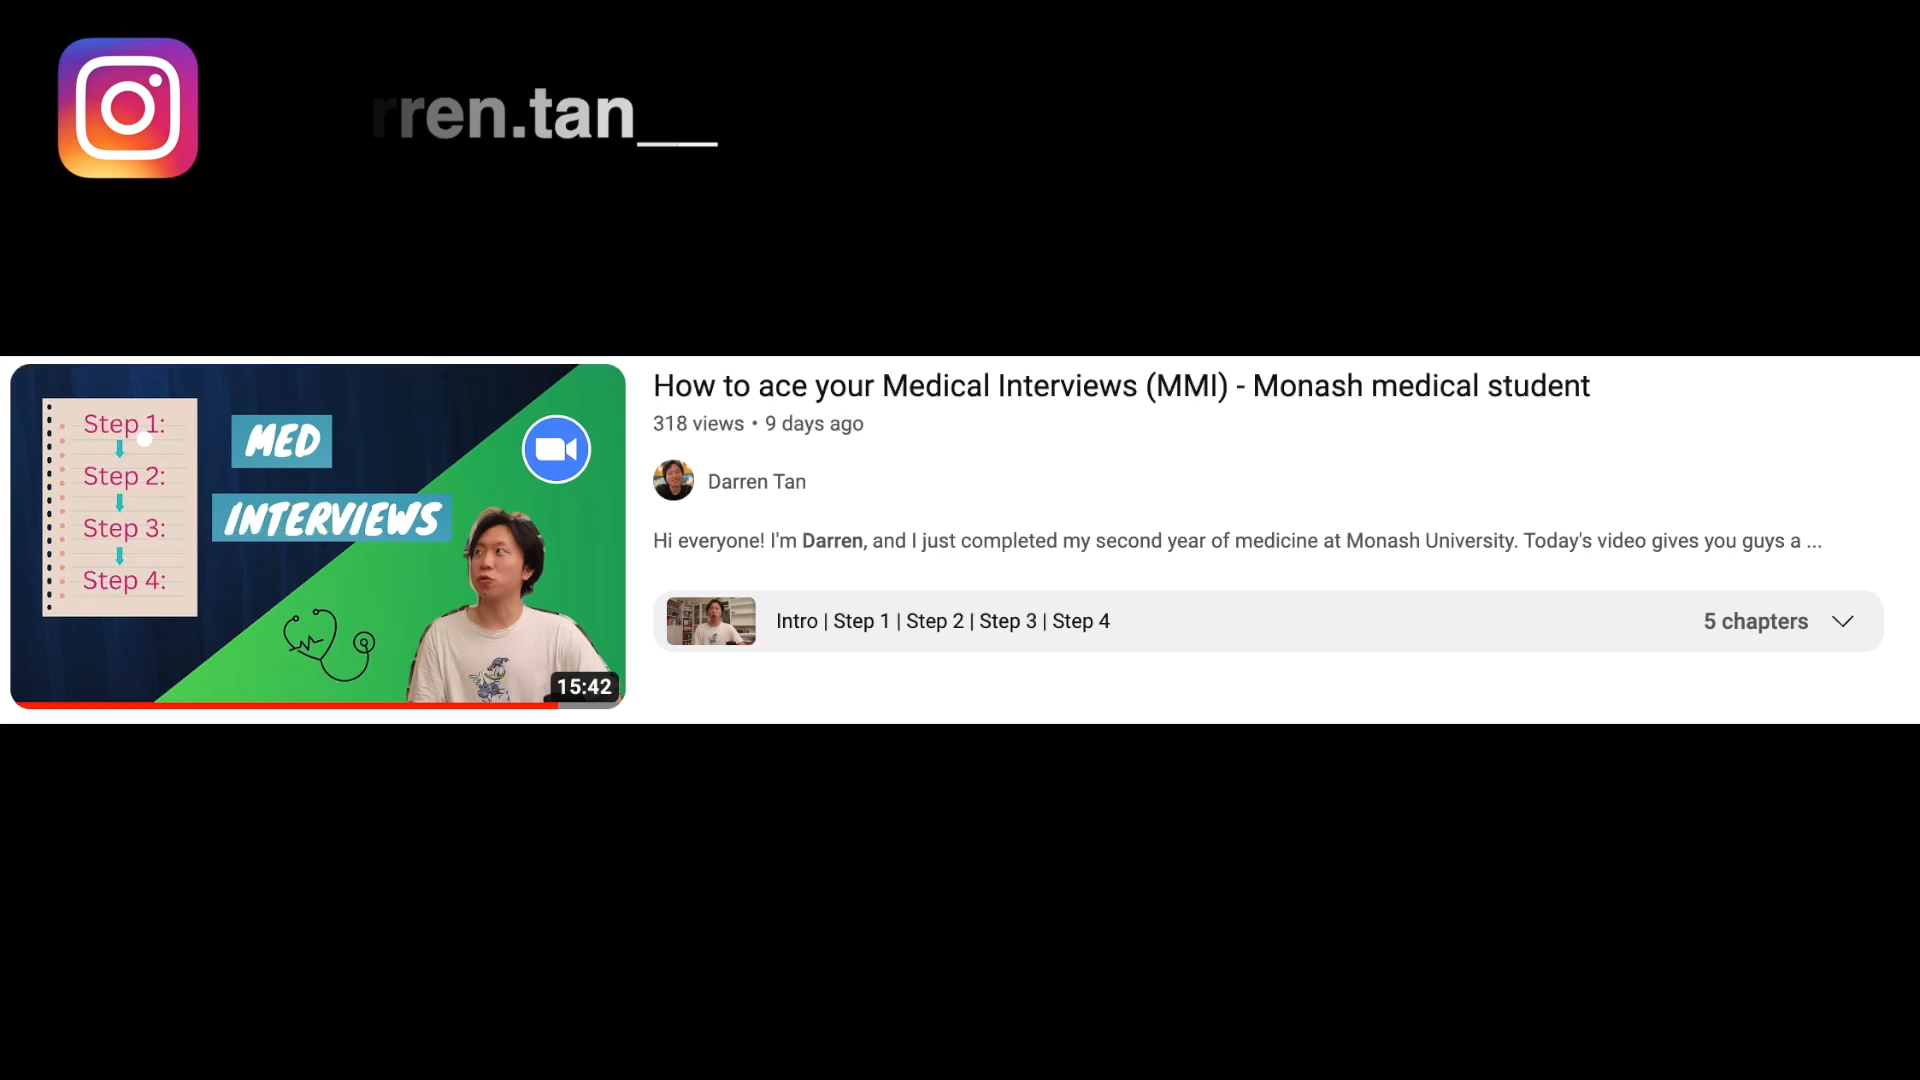 rren.tan__
How to ace your Medical Interviews (MMI) - Monash medical student
318 views • 9 days ago
Darren Tan
Hi everyone! I'm Darren, and I just completed my second year of medicine at Monash University. Today's video gives you guys a ...
Intro | Step 1 | Step 2 | Step 3 | Step 4
5 chapters
Step 1:
Step 2:
Step 3:
Step 4:
MED
INTERVIEWS
15:42